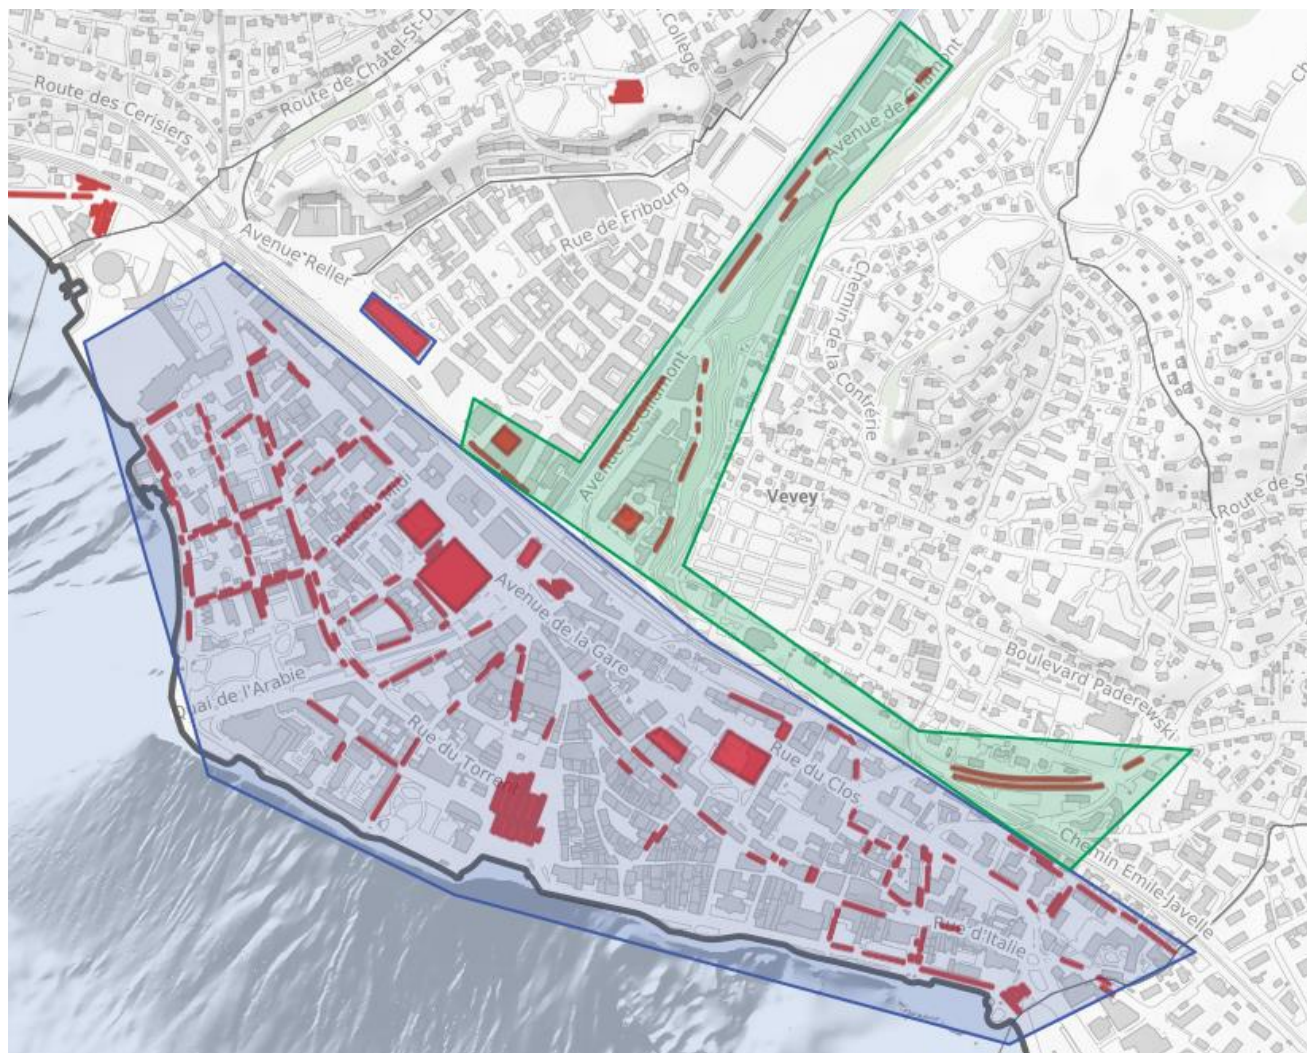 Collège
Route de Châtel-St-D
Route des Cerisiers
Avenue de Gilamont
Rue de Fribourg
Avenue Reller
Chemin de la Confrérie
Avenue de Gilamont
Vevey
Route de S
Midi
Avenue de la Gare
Boulevard Paderewski
Quai de l'Arabie
Rue du Torrent
Rue du Clos
Chemin Emile-Javelle
Rue d'Italie